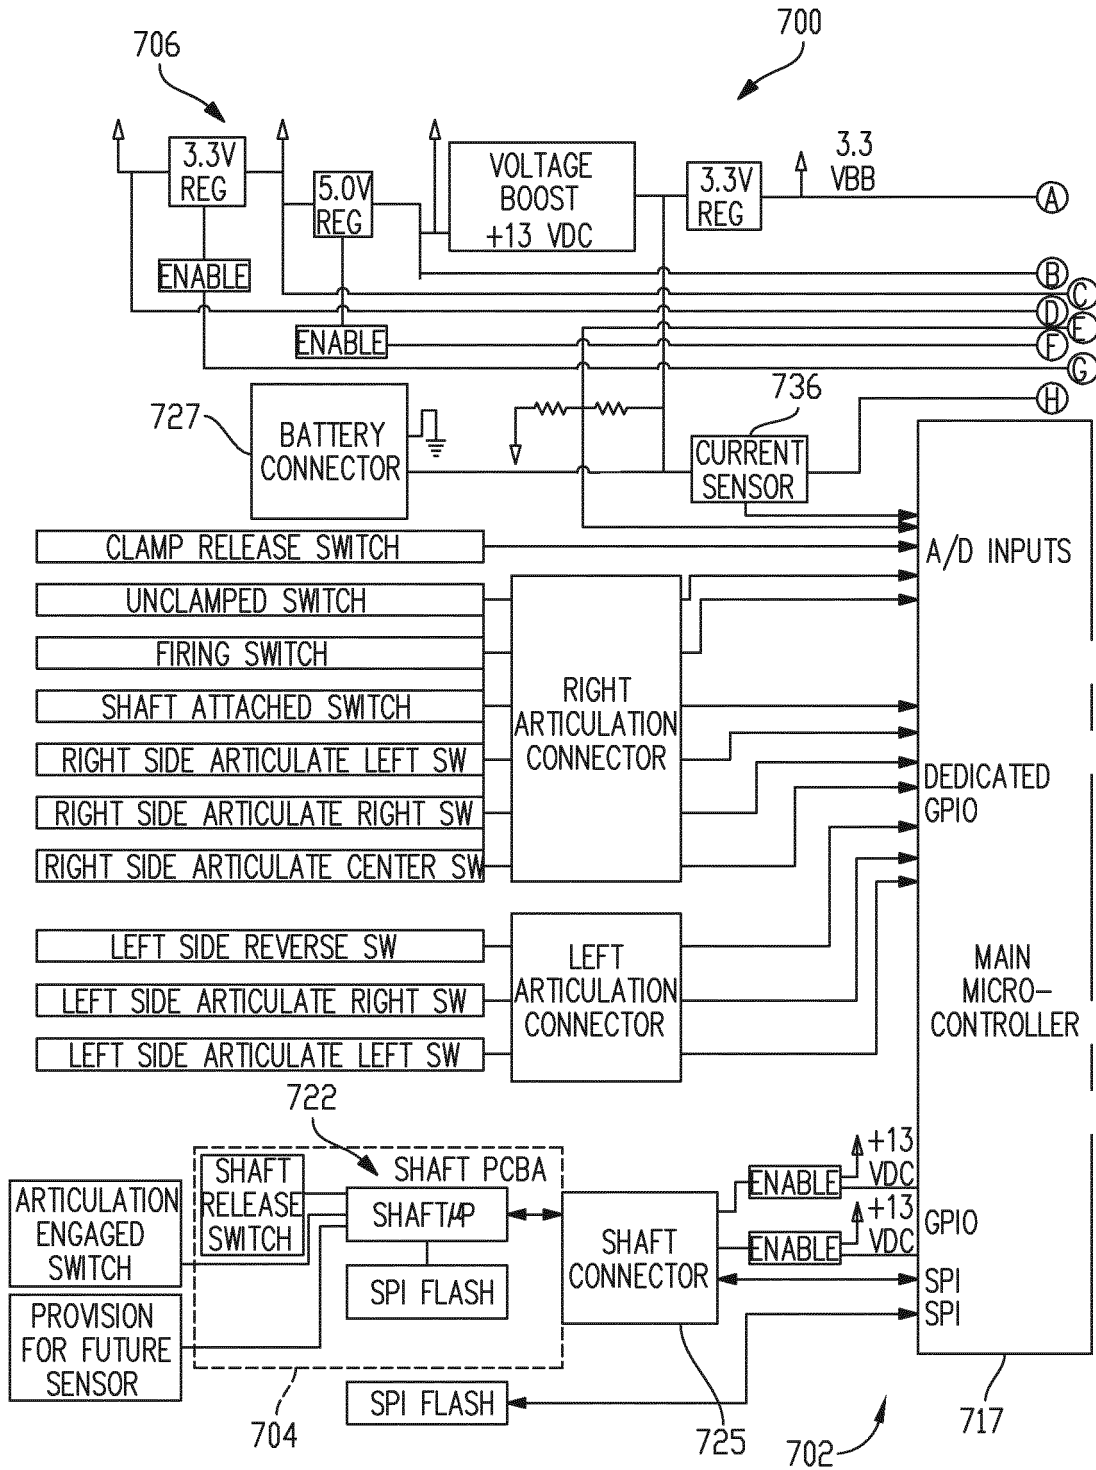 706
700
3.3V
REG
5.0V
REG
VOLTAGE
BOOST
+13 VDC
3.3V
REG
3.3
VBB
A
ENABLE
B
C
D
E
ENABLE
F
G
736
H
727
BATTERY
CONNECTOR
CURRENT
SENSOR
CLAMP RELEASE SWITCH
A/D INPUTS
UNCLAMPED SWITCH
FIRING SWITCH
SHAFT ATTACHED SWITCH
RIGHT SIDE ARTICULATE LEFT SW
RIGHT SIDE ARTICULATE RIGHT SW
RIGHT SIDE ARTICULATE CENTER SW
RIGHT
ARTICULATION
CONNECTOR
DEDICATED
GPIO
LEFT SIDE REVERSE SW
LEFT SIDE ARTICULATE RIGHT SW
LEFT SIDE ARTICULATE LEFT SW
LEFT
ARTICULATION
CONNECTOR
MAIN
MICRO-
CONTROLLER
722
SHAFT PCBA
SHAFT
RELEASE
SWITCH
SHAFT µP
SPI FLASH
ARTICULATION
ENGAGED
SWITCH
PROVISION
FOR FUTURE
SENSOR
SHAFT
CONNECTOR
ENABLE
+13
VDC
ENABLE
+13
VDC
GPIO
SPI
SPI
SPI FLASH
704
725
702
717